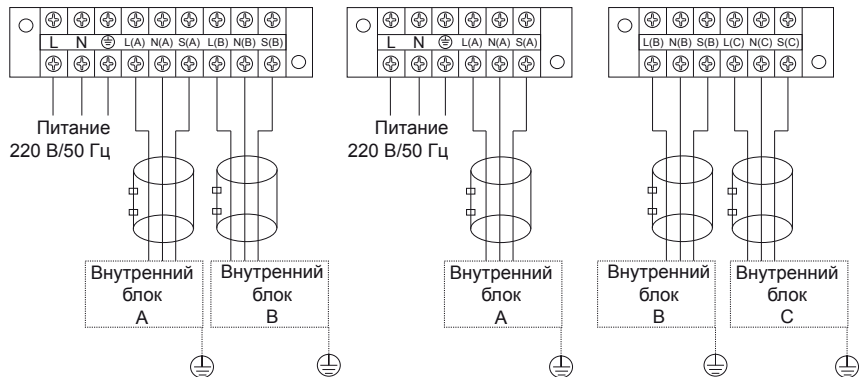 L N L(A) N(A) S(A) L(B) N(B) S(B)
Питание
220 В/50 Гц
Внутренний
блок
A
Внутренний
блок
B
L N L(A) N(A) S(A)
Питание
220 В/50 Гц
Внутренний
блок
A
L(B) N(B) S(B) L(C) N(C) S(C)
Внутренний
блок
B
Внутренний
блок
C